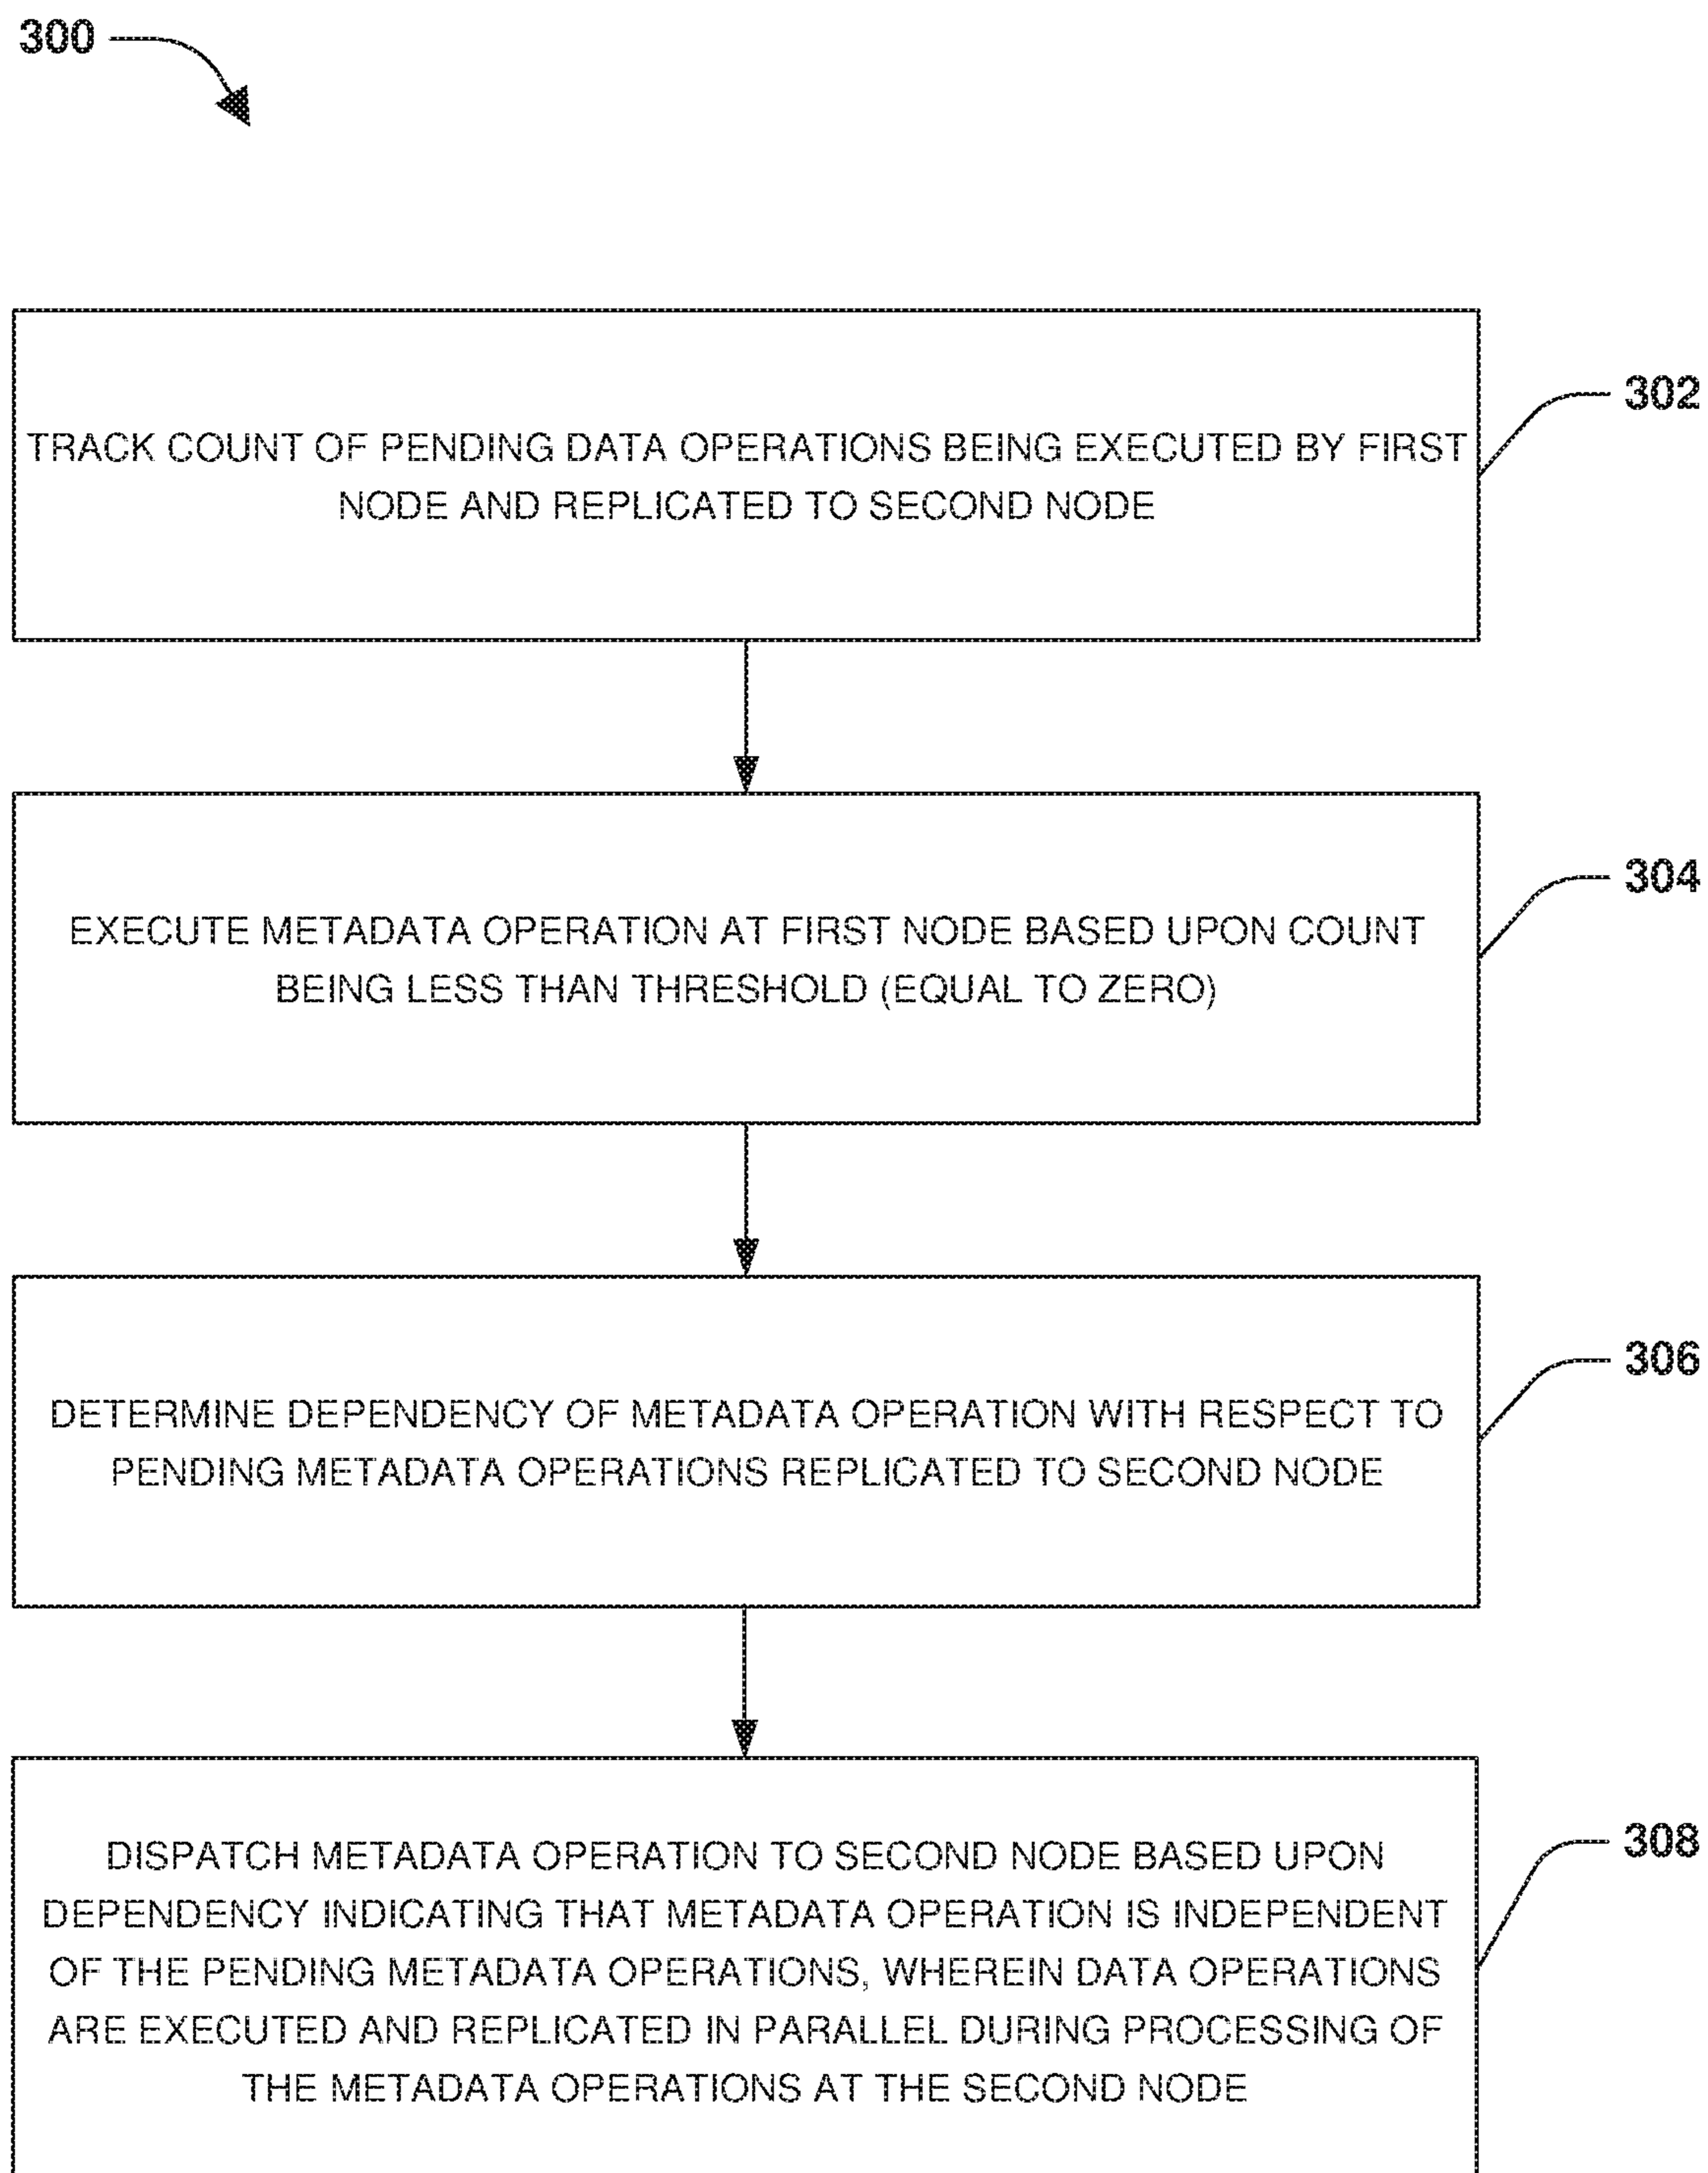 300
TRACK COUNT OF PENDING DATA OPERATIONS BEING EXECUTED BY FIRST
NODE AND REPLICATED TO SECOND NODE
302
EXECUTE METADATA OPERATION AT FIRST NODE BASED UPON COUNT
BEING LESS THAN THRESHOLD (EQUAL TO ZERO)
304
DETERMINE DEPENDENCY OF METADATA OPERATION WITH RESPECT TO
PENDING METADATA OPERATIONS REPLICATED TO SECOND NODE
306
DISPATCH METADATA OPERATION TO SECOND NODE BASED UPON
DEPENDENCY INDICATING THAT METADATA OPERATION IS INDEPENDENT
OF THE PENDING METADATA OPERATIONS, WHEREIN DATA OPERATIONS
ARE EXECUTED AND REPLICATED IN PARALLEL DURING PROCESSING OF
THE METADATA OPERATIONS AT THE SECOND NODE
308